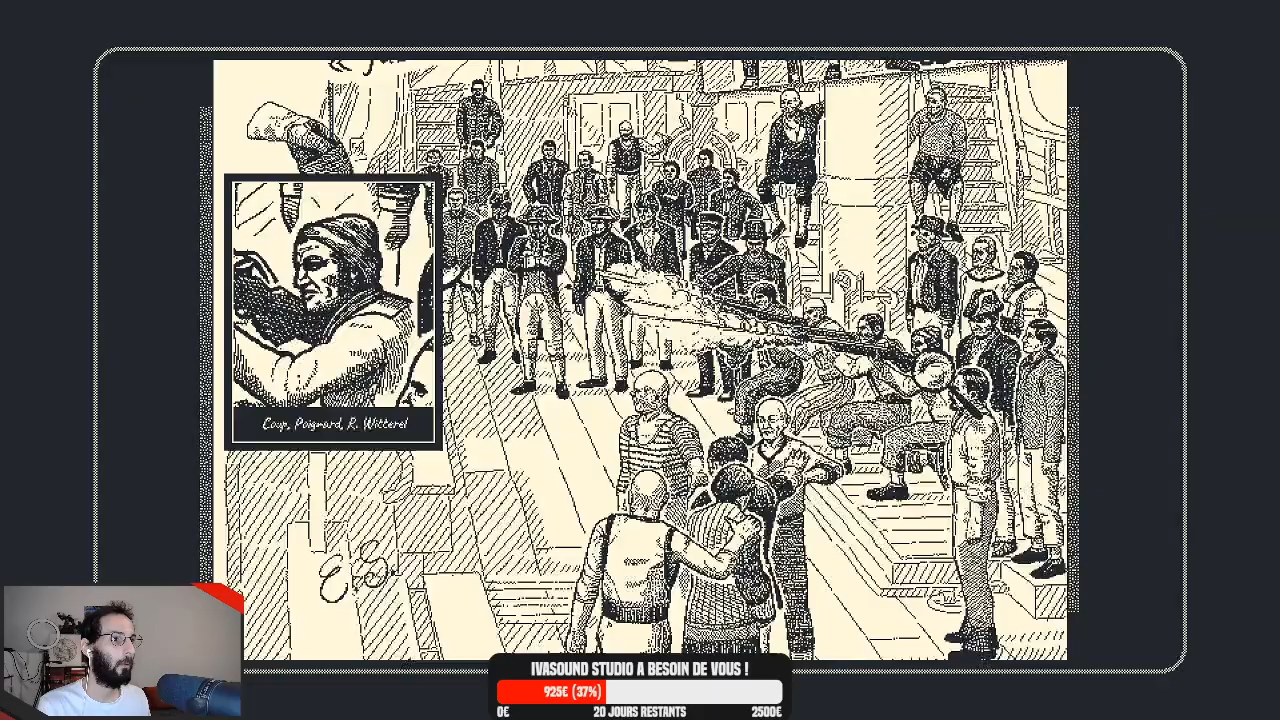 Coup, Poignard, R. Witterel
E.S.
IVASOUND STUDIO A BESOIN DE VOUS !
925€ (37%)
0€ 20 JOURS RESTANTS 2500€